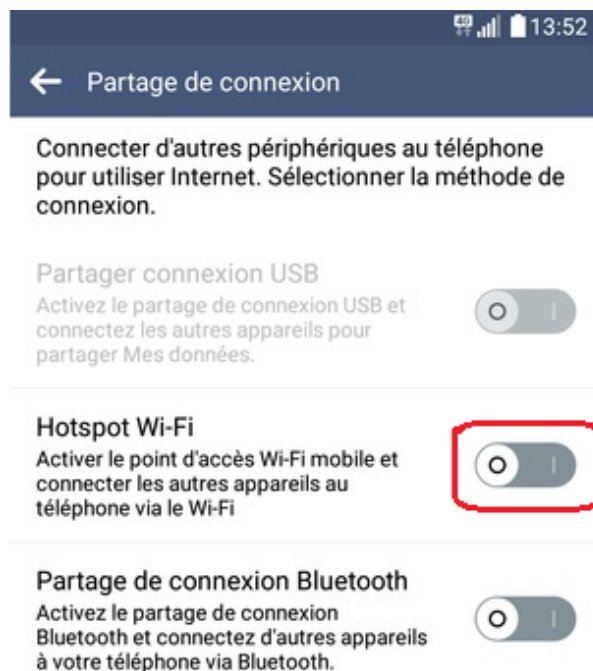 4G 13:52
Partage de connexion
Connecter d'autres périphériques au téléphone
pour utiliser Internet. Sélectionner la méthode de
connexion.
Partager connexion USB
Activez le partage de connexion USB et
connectez les autres appareils pour
partager Mes données.
Hotspot Wi-Fi
Activer le point d'accès Wi-Fi mobile et
connecter les autres appareils au
téléphone via le Wi-Fi
Partage de connexion Bluetooth
Activez le partage de connexion
Bluetooth et connectez d'autres appareils
à votre téléphone via Bluetooth.